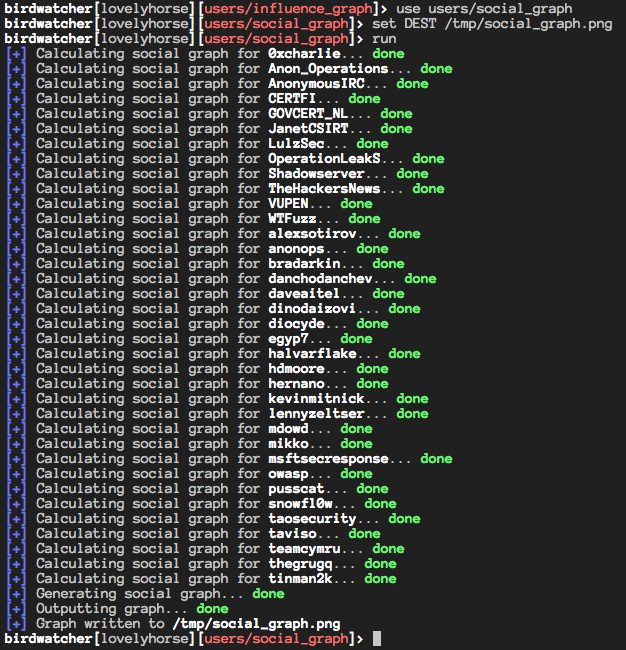 birdwatcher[lovelyhorse][users/influence_graph]> use users/social_graph
birdwatcher[lovelyhorse][users/social_graph]> set DEST /tmp/social_graph.png
birdwatcher[lovelyhorse][users/social_graph]> run
[+] Calculating social graph for 0xcharlie... done
[+] Calculating social graph for Anon_Operations... done
[+] Calculating social graph for AnonymousIRC... done
[+] Calculating social graph for CERTFI... done
[+] Calculating social graph for GOVCERT_NL... done
[+] Calculating social graph for JanetCSIRT... done
[+] Calculating social graph for LulzSec... done
[+] Calculating social graph for OperationLeakS... done
[+] Calculating social graph for Shadowserver... done
[+] Calculating social graph for TheHackersNews... done
[+] Calculating social graph for VUPEN... done
[+] Calculating social graph for WTFuzz... done
[+] Calculating social graph for alexsotirov... done
[+] Calculating social graph for anonops... done
[+] Calculating social graph for bradarkin... done
[+] Calculating social graph for danchodanchev... done
[+] Calculating social graph for daveaitel... done
[+] Calculating social graph for dinodaizovi... done
[+] Calculating social graph for diocyde... done
[+] Calculating social graph for egyp7... done
[+] Calculating social graph for halvarflake... done
[+] Calculating social graph for hdmoore... done
[+] Calculating social graph for hernano... done
[+] Calculating social graph for kevinmitnick... done
[+] Calculating social graph for lennyzeltser... done
[+] Calculating social graph for mdowd... done
[+] Calculating social graph for mikko... done
[+] Calculating social graph for msftsecresponse... done
[+] Calculating social graph for owasp... done
[+] Calculating social graph for pusscat... done
[+] Calculating social graph for snowfl0w... done
[+] Calculating social graph for taosecurity... done
[+] Calculating social graph for taviso... done
[+] Calculating social graph for teamcymru... done
[+] Calculating social graph for thegrugq... done
[+] Calculating social graph for tinman2k... done
[+] Generating social graph... done
[+] Outputting graph... done
[+] Graph written to /tmp/social_graph.png
birdwatcher[lovelyhorse][users/social_graph]>